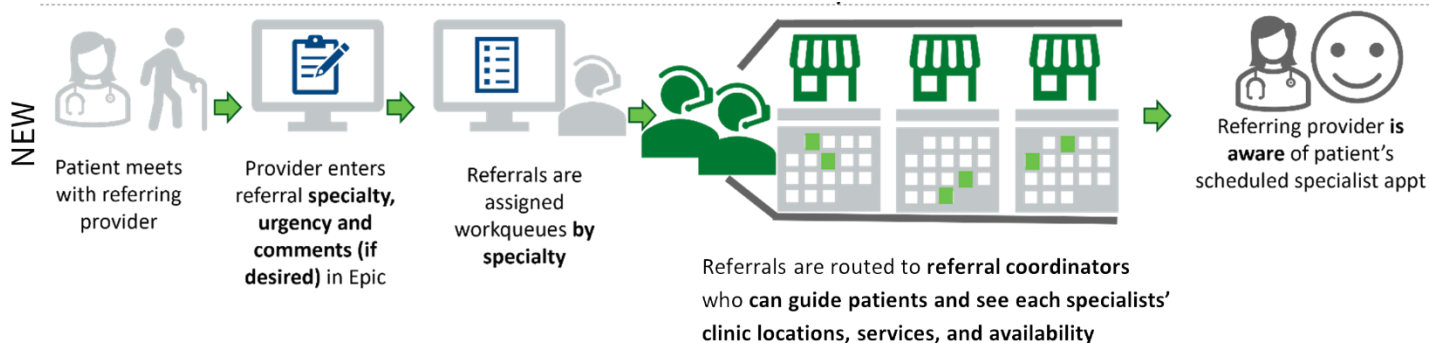 NEW
Patient meets
with referring
provider
Provider enters
referral specialty,
urgency and
comments (if
desired) in Epic
Referrals are
assigned
workqueues by
specialty
Referrals are routed to referral coordinators
who can guide patients and see each specialists’
clinic locations, services, and availability
Referring provider is
aware of patient’s
scheduled specialist appt